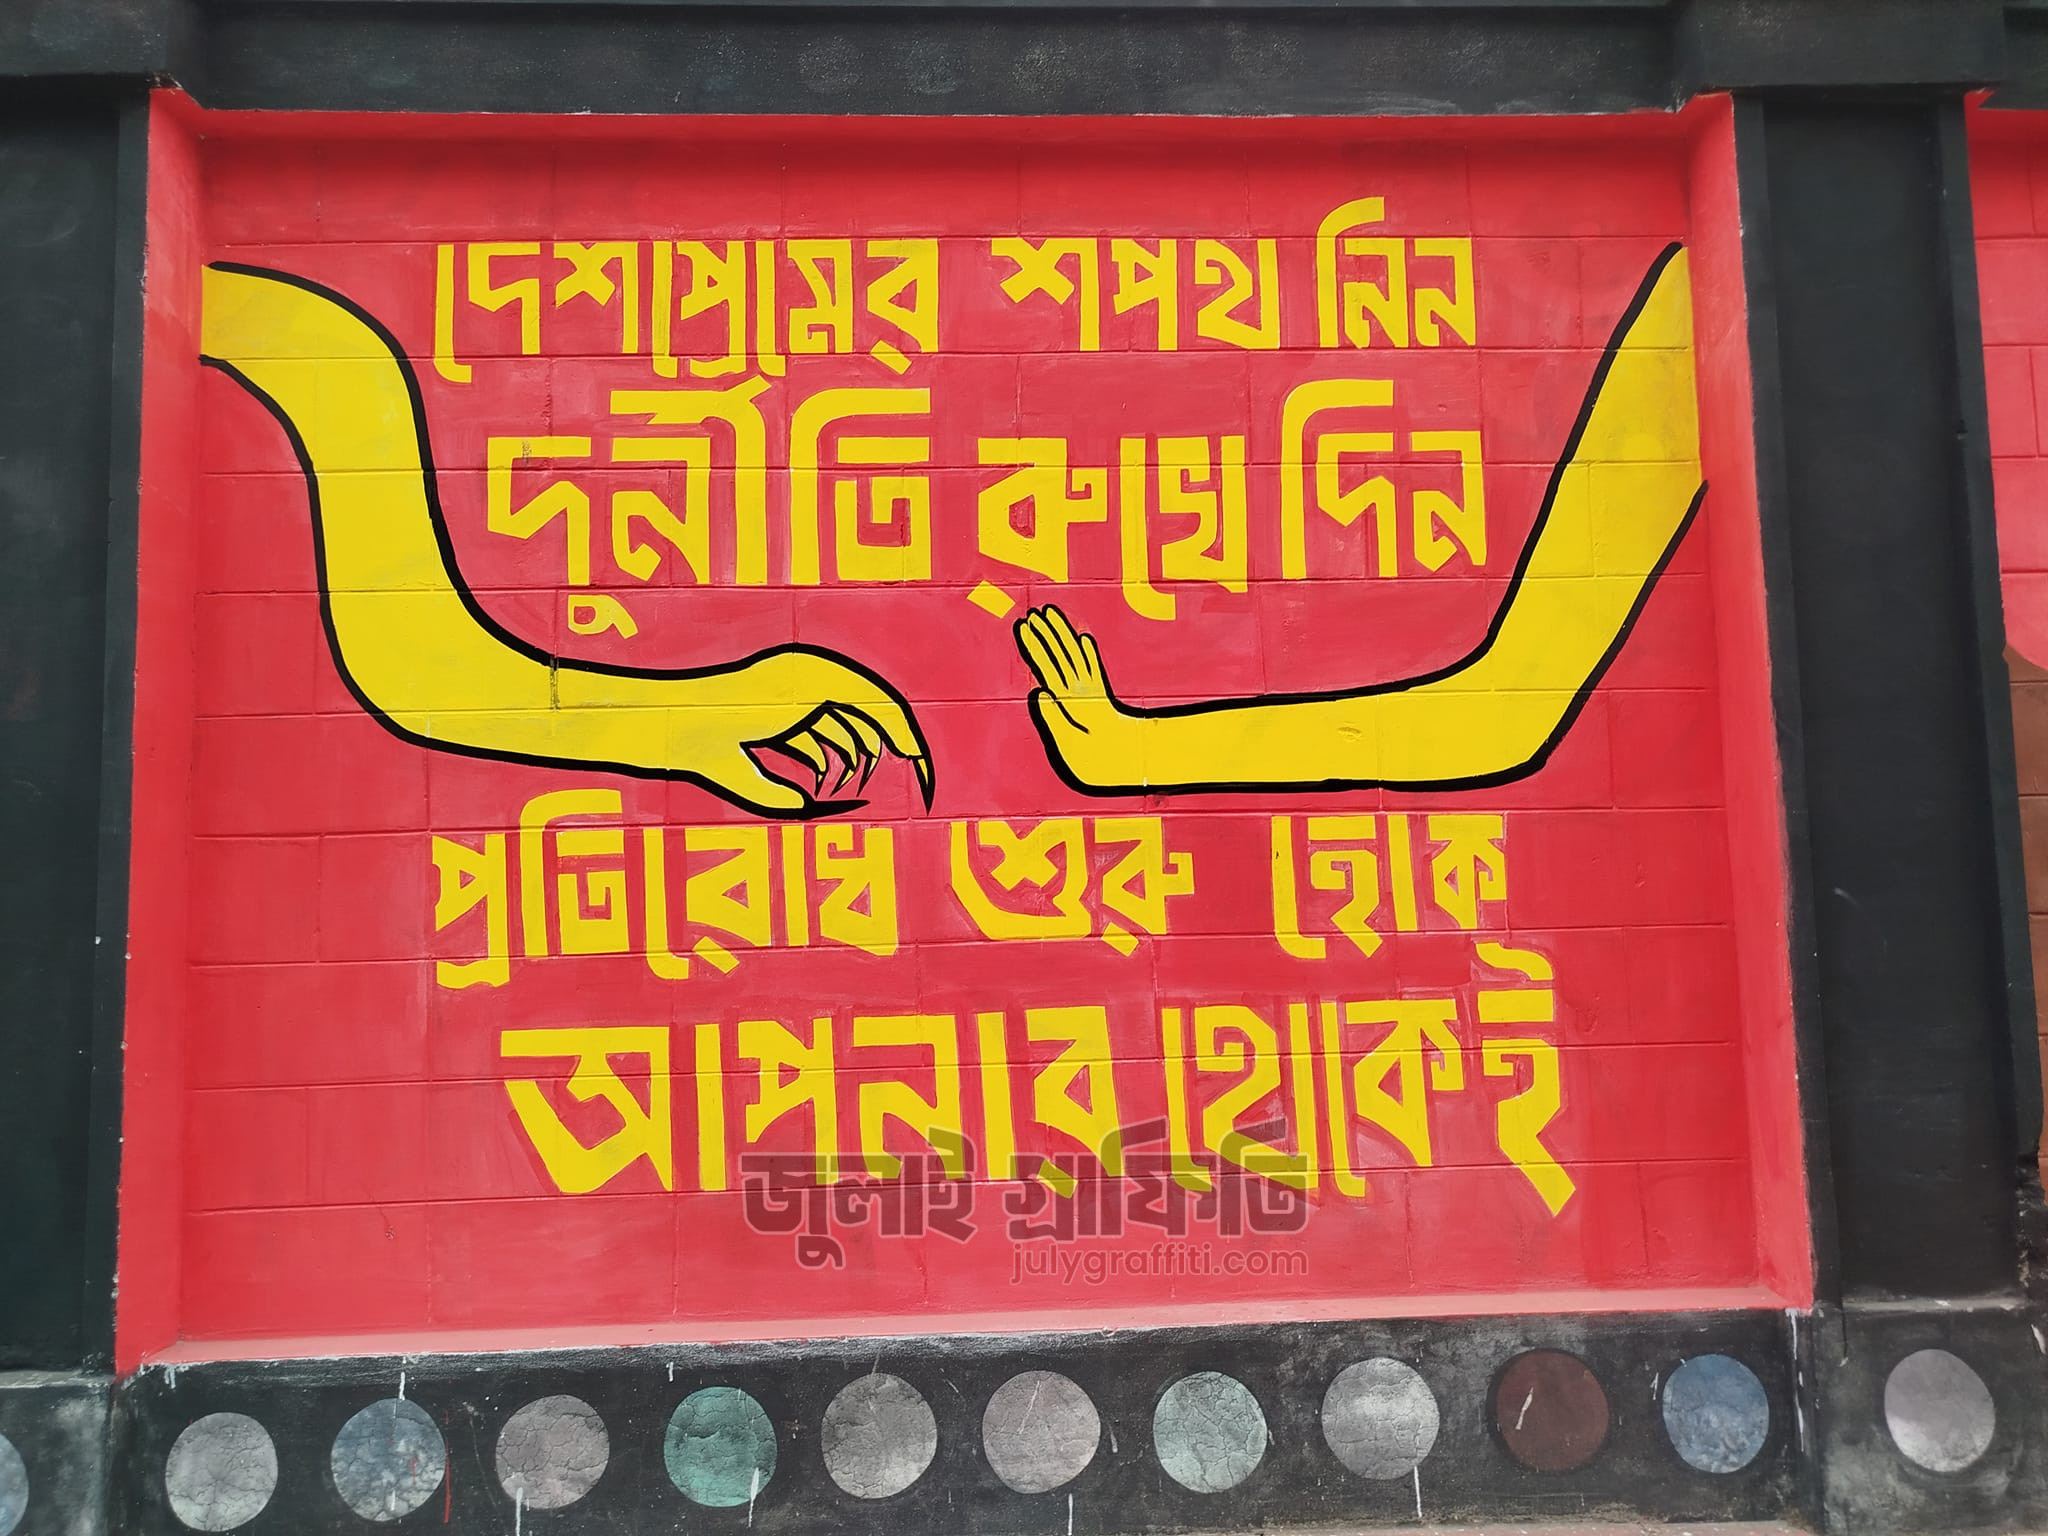 দেশপ্রেমের শপথ নিন
দুর্নীতি রুখে দিন
প্রতিরোধ শুরু হোক
আপনার থেকেই
জুলাই গ্রাফিতি
julygraffiti.com